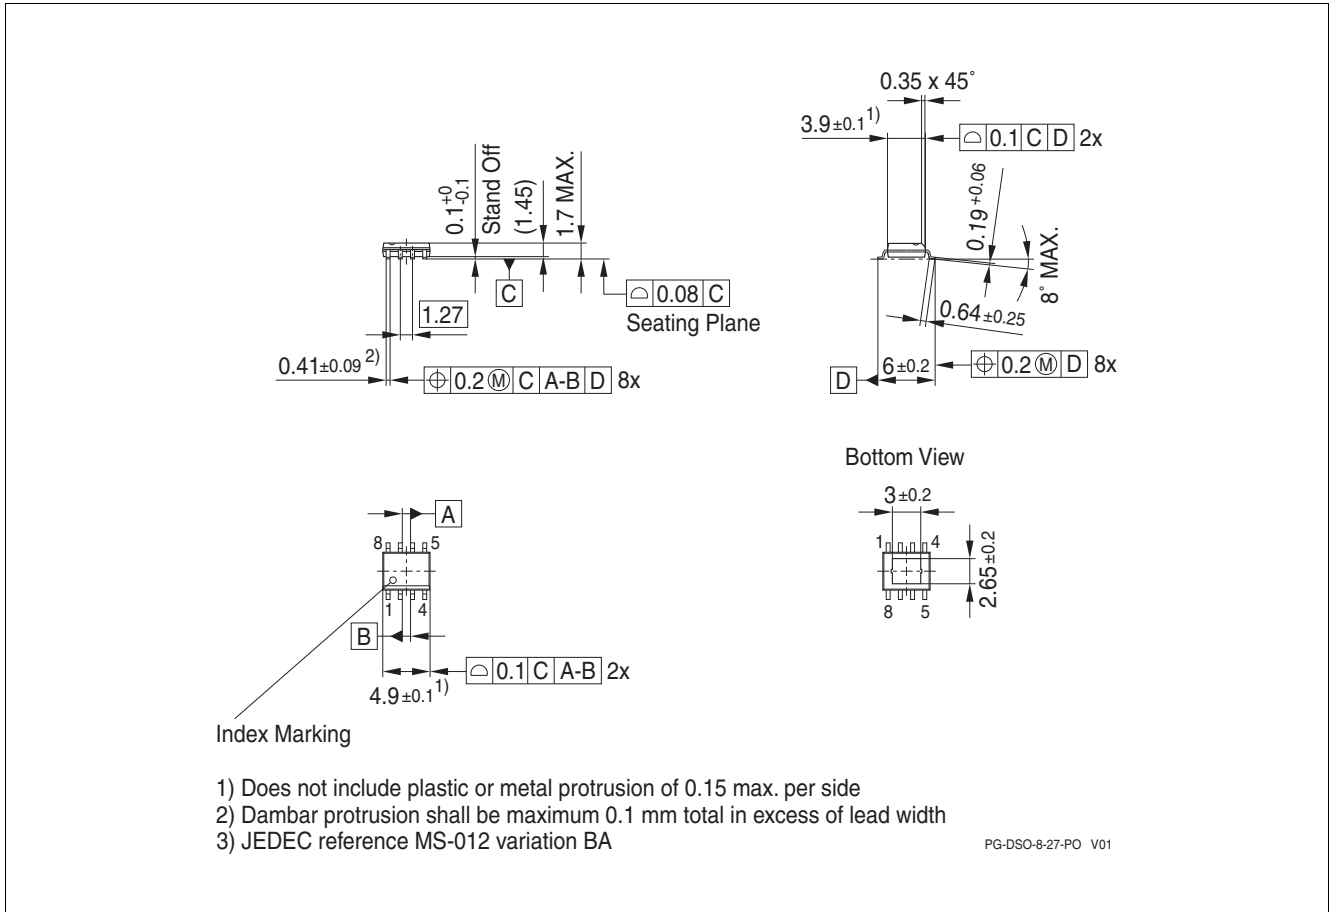 0.35 x 45°
3.9 ±0.1 1)
0.1 C D 2x
0.1 +0 -0.1
Stand Off
(1.45)
1.7 MAX.
0.19 +0.06
8° MAX.
C
0.08 C
Seating Plane
1.27
0.64 ±0.25
0.41 ±0.09 2)
⌖ 0.2 Ⓜ C A-B D 8x
D
6 ±0.2
⌖ 0.2 Ⓜ D 8x
Bottom View
3 ±0.2
A
8 5
1 4
2.65 ±0.2
1 4
8 5
B
0.1 C A-B 2x
4.9 ±0.1 1)
Index Marking
1) Does not include plastic or metal protrusion of 0.15 max. per side
2) Dambar protrusion shall be maximum 0.1 mm total in excess of lead width
3) JEDEC reference MS-012 variation BA
PG-DSO-8-27-PO V01